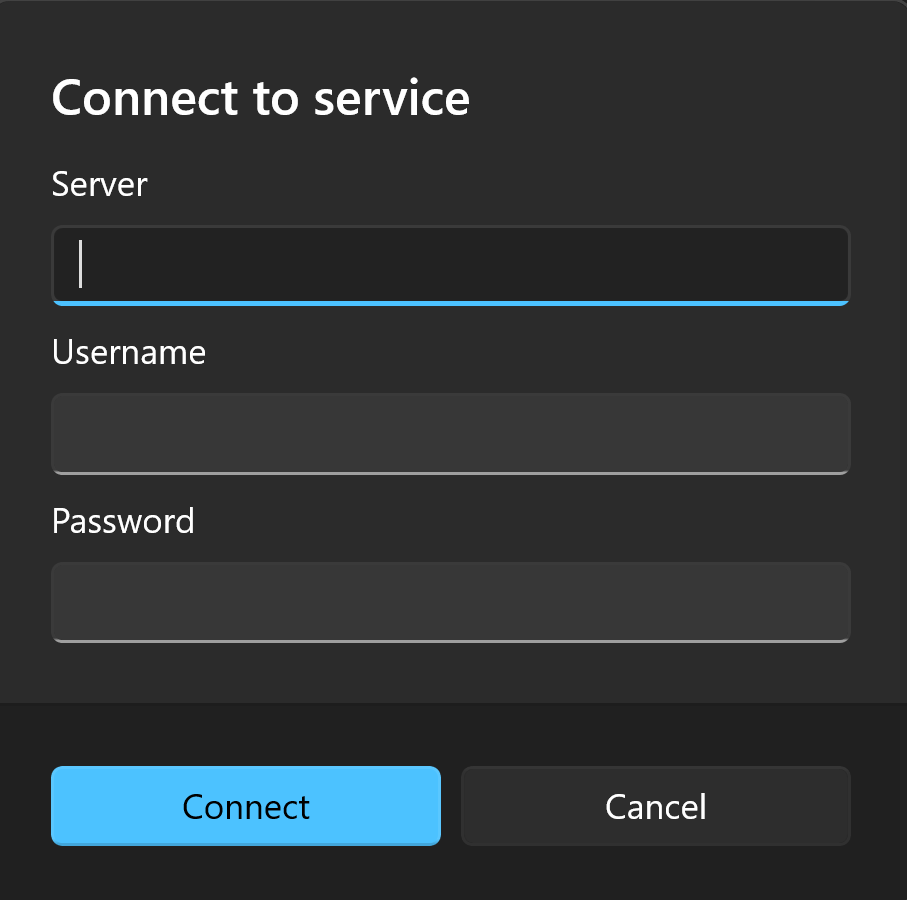 Connect to service
Server
Username
Password
Connect
Cancel